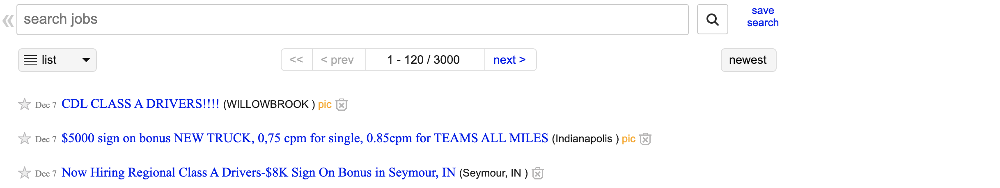 «
search jobs
save
search
list
<< < prev 1 - 120 / 3000 next >
newest
Dec 7 CDL CLASS A DRIVERS!!!! (WILLOWBROOK ) pic
Dec 7 $5000 sign on bonus NEW TRUCK, 0,75 cpm for single, 0.85cpm for TEAMS ALL MILES (Indianapolis ) pic
Dec 7 Now Hiring Regional Class A Drivers-$8K Sign On Bonus in Seymour, IN (Seymour, IN )